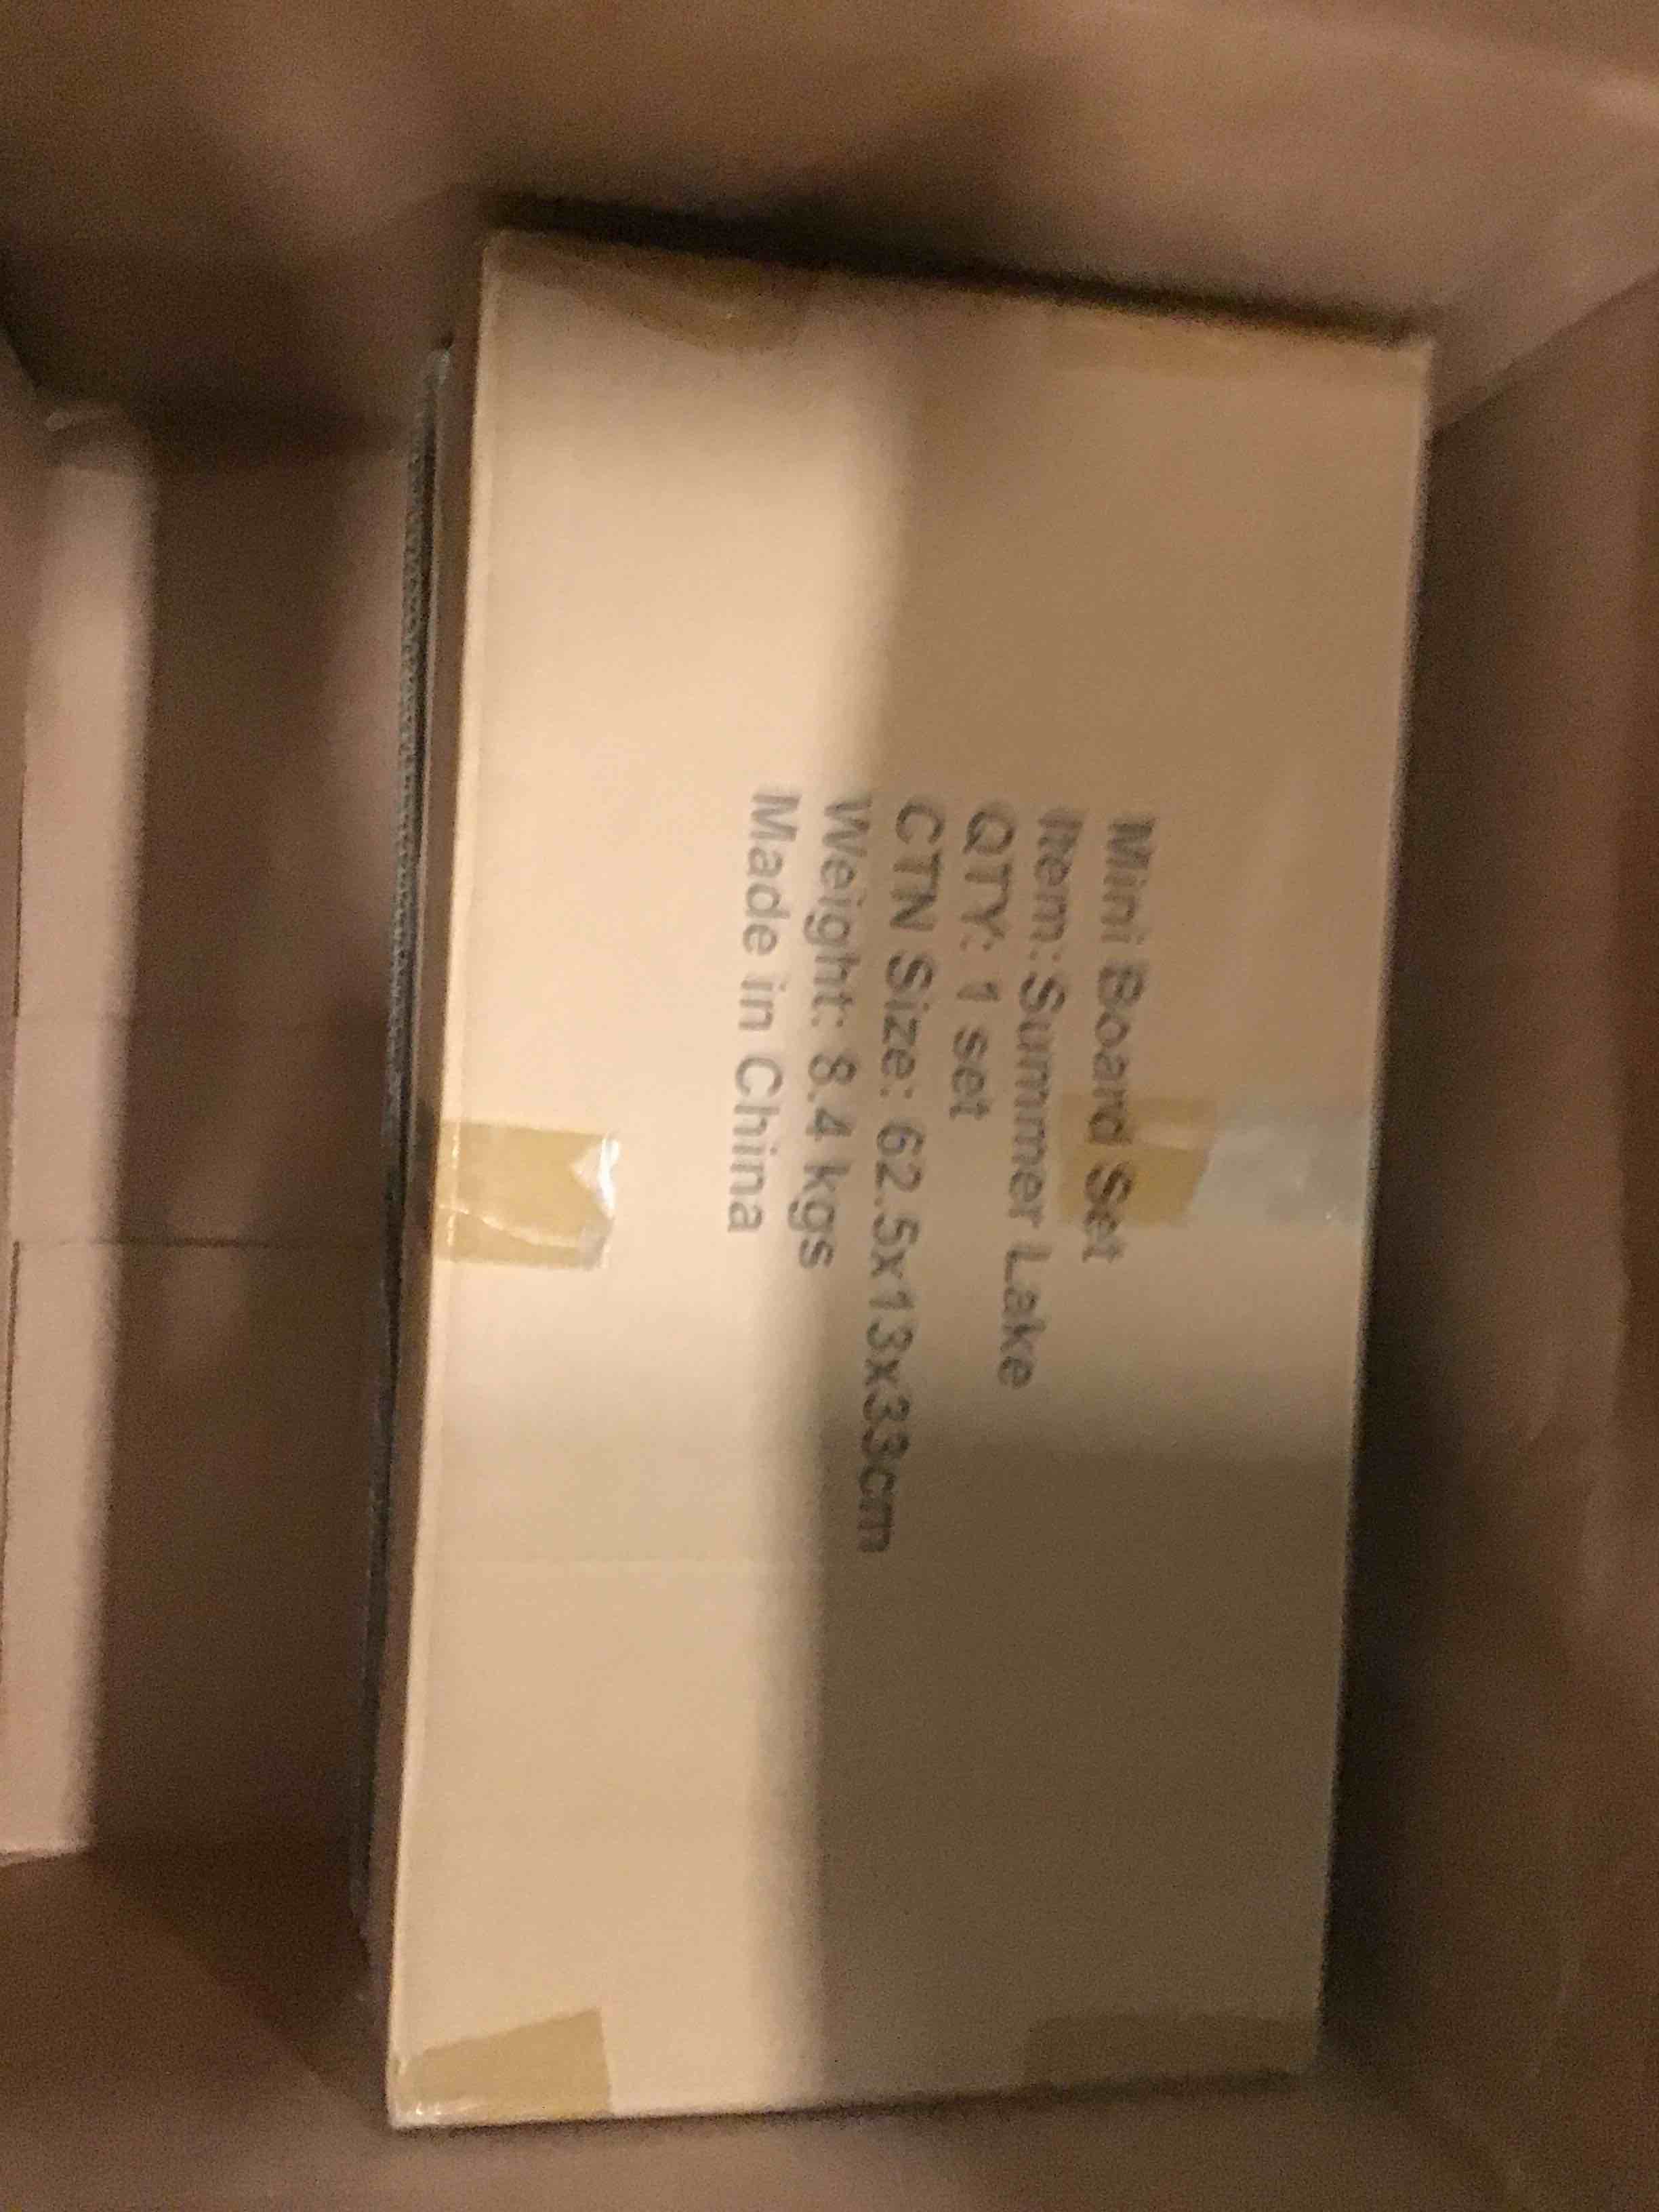 Mini Board Set
Item:Summer Lake
QTY: 1 set
CTN Size: 62.5x13x33cm
Weight: 8.4 kgs
Made in China